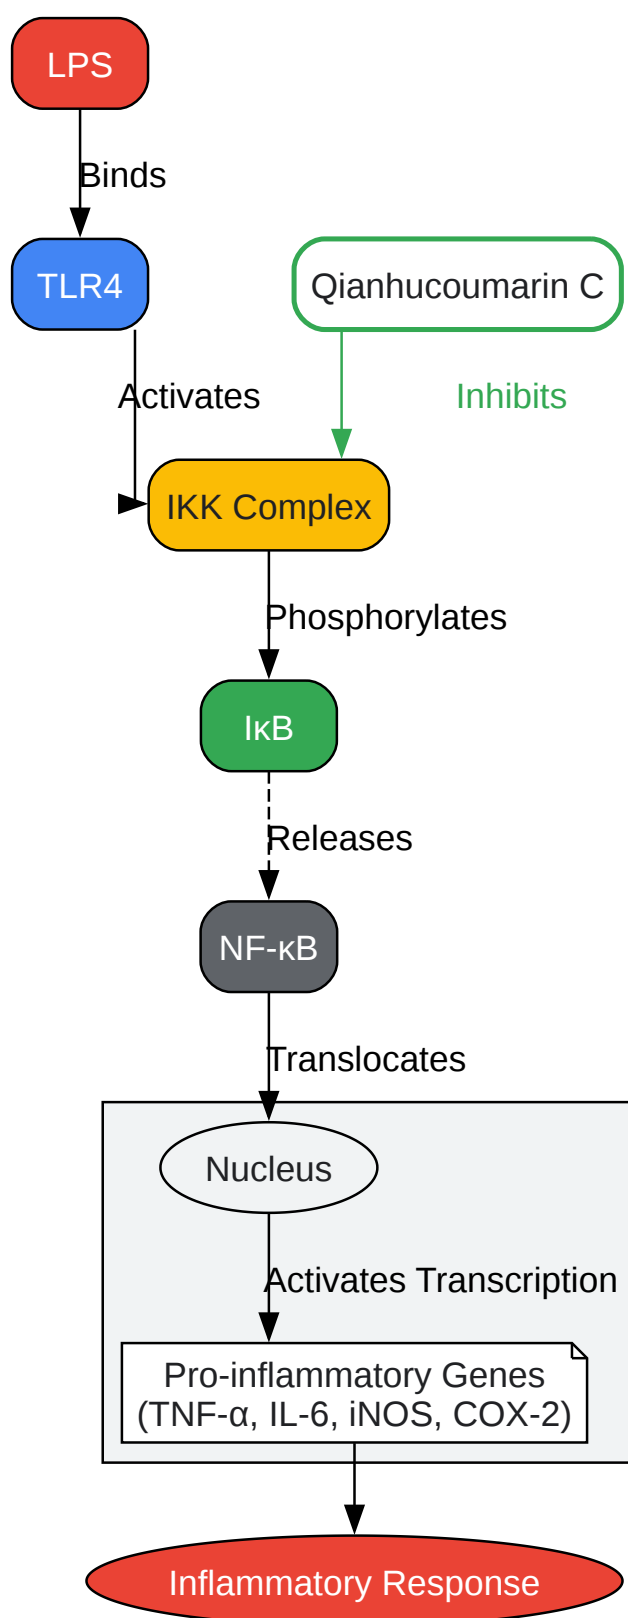 LPS
Binds
TLR4
Qianhucoumarin C
Activates
Inhibits
IKK Complex
Phosphorylates
IκB
Releases
NF-κB
Translocates
Nucleus
Activates Transcription
Pro-inflammatory Genes
(TNF-α, IL-6, iNOS, COX-2)
Inflammatory Response